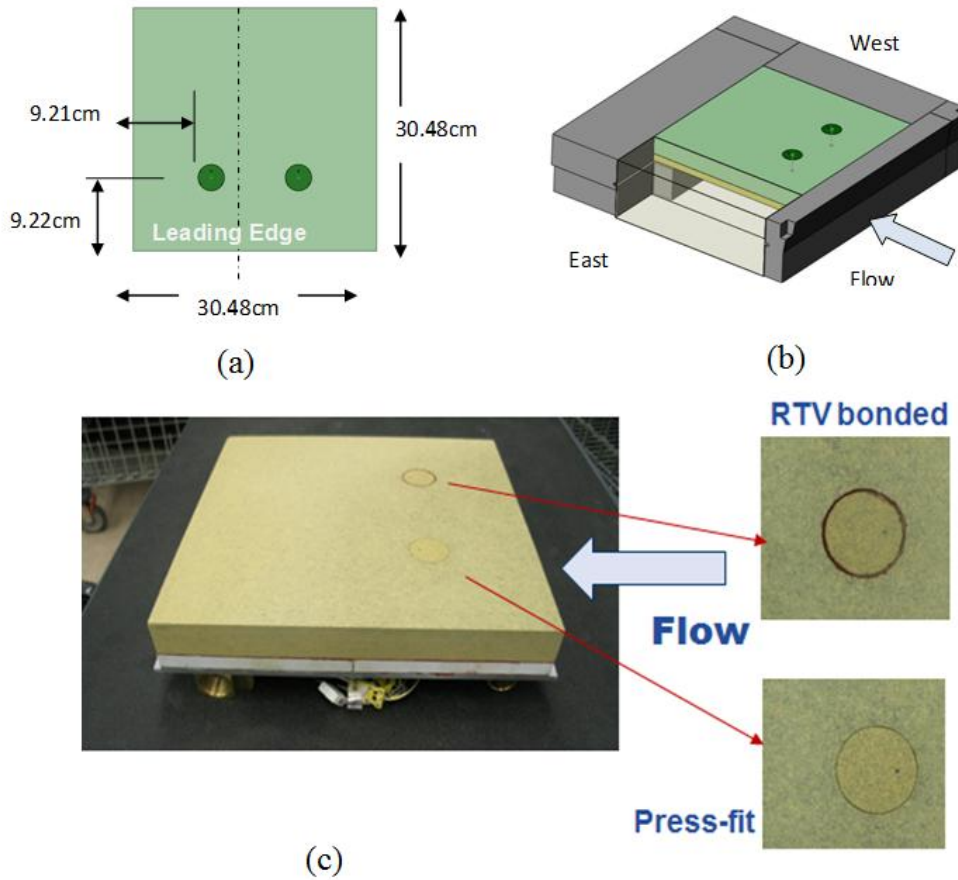 West
9.21cm
30.48cm
9.22cm
Leading Edge
East
Flow
30.48cm
(a)
(b)
RTV bonded
Flow
Press-fit
(c)